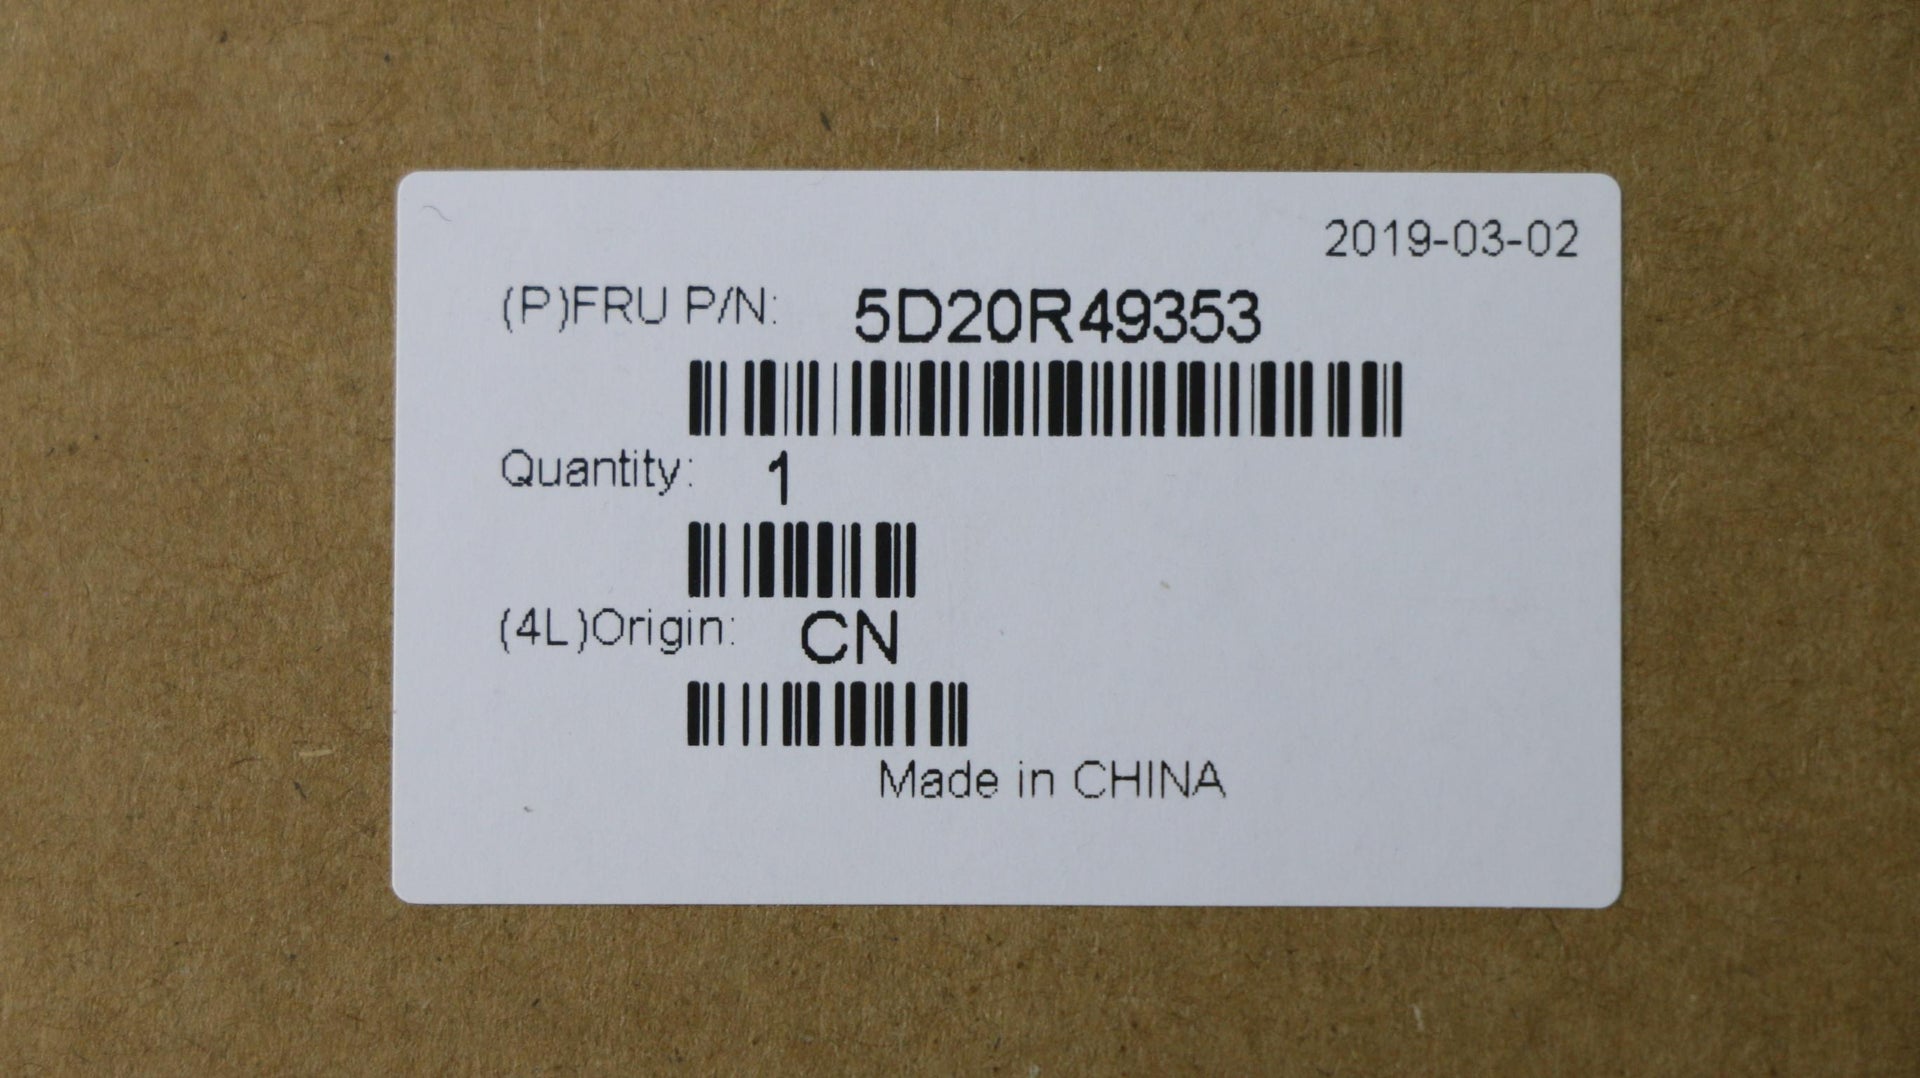 2019-03-02
(P)FRU P/N: 5D20R49353
Quantity: 1
(4L)Origin: CN
Made in CHINA